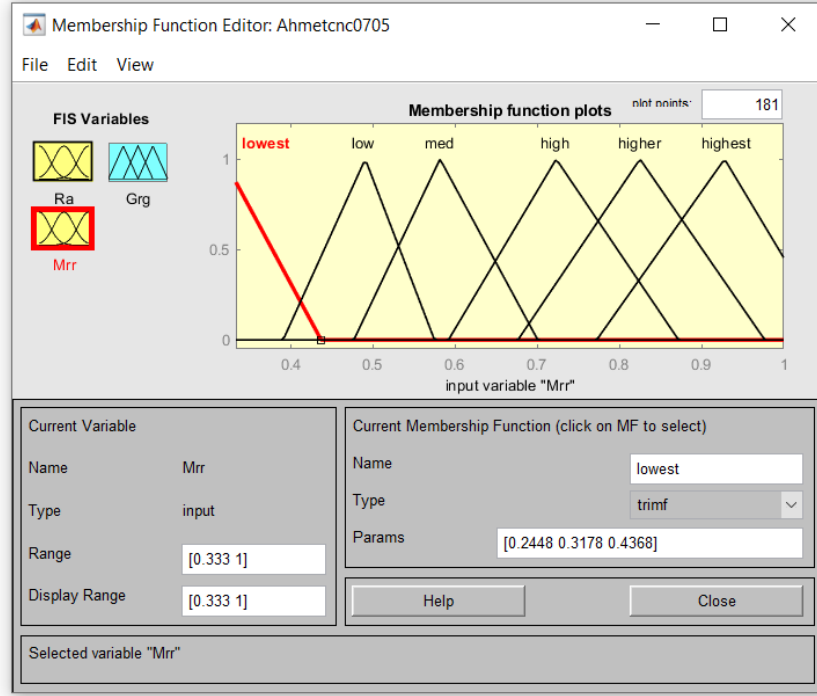 Membership Function Editor: Ahmetcnc0705
File Edit View
FIS Variables
Ra
Grg
Mrr
Membership function plots
plot points:
181
lowest low med high higher highest
1
0.5
0
0.4 0.5 0.6 0.7 0.8 0.9 1
input variable "Mrr"
Current Variable
Name Mrr
Type input
Range [0.333 1]
Display Range [0.333 1]
Current Membership Function (click on MF to select)
Name lowest
Type trimf
Params [0.2448 0.3178 0.4368]
Help Close
Selected variable "Mrr"